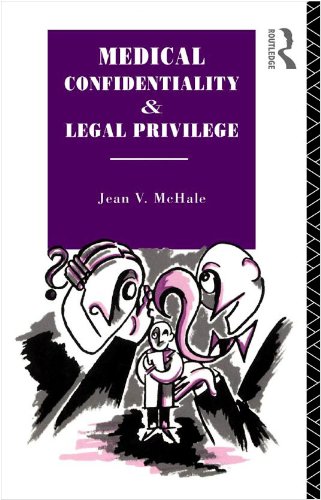 MEDICAL
CONFIDENTIALITY
&
LEGAL PRIVILEGE
Jean V. McHale
ROUTLEDGE